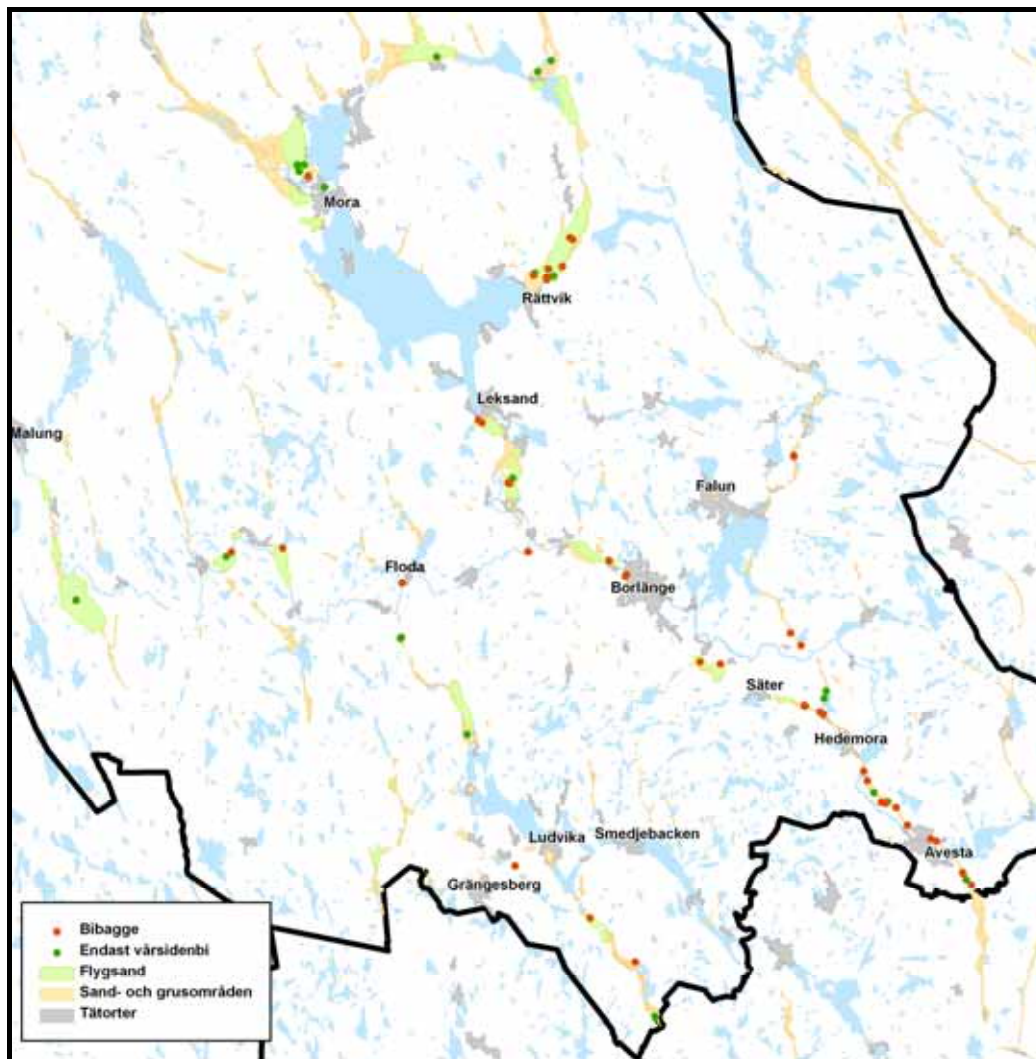 Mora
Rättvik
Leksand
Malung
Falun
Floda
Borlänge
Säter
Hedemora
Ludvika
Smedjebacken
Avesta
Grängesberg
Bibagge
Endast vårsidenbi
Flygsand
Sand- och grusområden
Tätorter